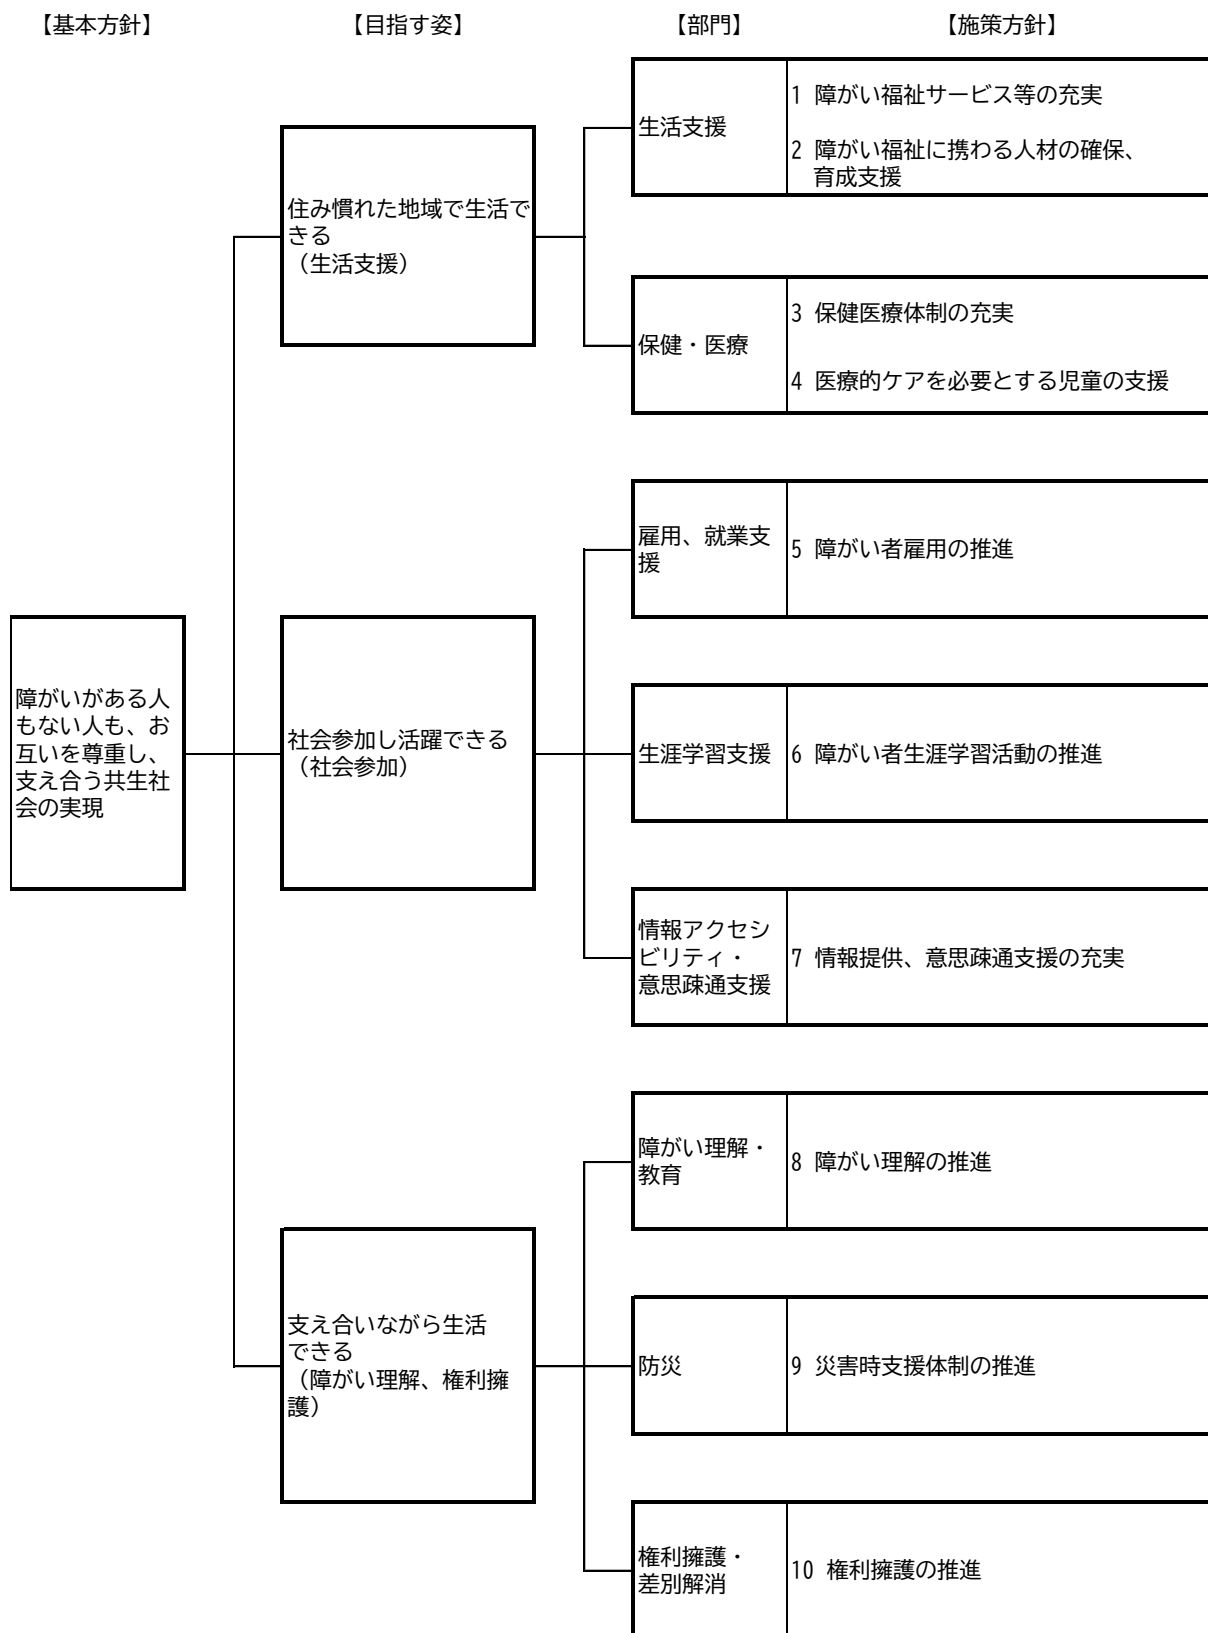 【基本方針】 【目指す姿】 【部門】 【施策方針】
障がいがある人
もない人も、お
互いを尊重し、
支え合う共生社
会の実現
住み慣れた地域で生活で
きる
（生活支援）
生活支援
1 障がい福祉サービス等の充実
2 障がい福祉に携わる人材の確保、
育成支援
保健・医療
3 保健医療体制の充実
4 医療的ケアを必要とする児童の支援
社会参加し活躍できる
（社会参加）
雇用、就業支
援
5 障がい者雇用の推進
生涯学習支援
6 障がい者生涯学習活動の推進
情報アクセシ
ビリティ・
意思疎通支援
7 情報提供、意思疎通支援の充実
支え合いながら生活
できる
（障がい理解、権利擁
護）
障がい理解・
教育
8 障がい理解の推進
防災
9 災害時支援体制の推進
権利擁護・
差別解消
10 権利擁護の推進